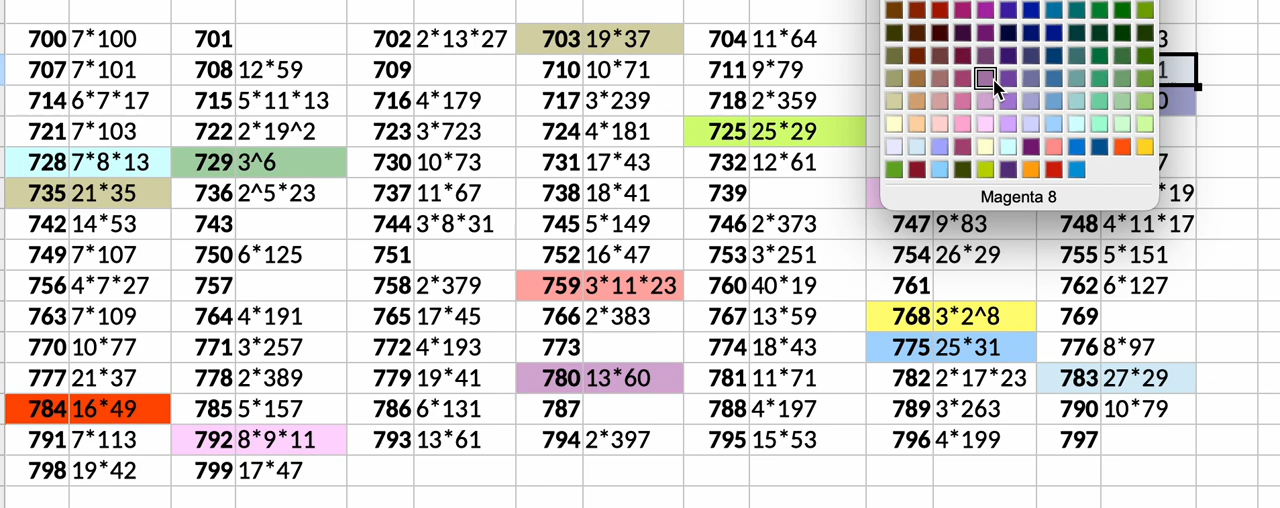 700 7*100 701 702 2*13*27 703 19*37 704 11*64 3
707 7*101 708 12*59 709 710 10*71 711 9*79 1
714 6*7*17 715 5*11*13 716 4*179 717 3*239 718 2*359 0
721 7*103 722 2*19^2 723 3*723 724 4*181 725 25*29
728 7*8*13 729 3^6 730 10*73 731 17*43 732 12*61 7
735 21*35 736 2^5*23 737 11*67 738 18*41 739 *19
Magenta 8
742 14*53 743 744 3*8*31 745 5*149 746 2*373 747 9*83 748 4*11*17
749 7*107 750 6*125 751 752 16*47 753 3*251 754 26*29 755 5*151
756 4*7*27 757 758 2*379 759 3*11*23 760 40*19 761 762 6*127
763 7*109 764 4*191 765 17*45 766 2*383 767 13*59 768 3*2^8 769
770 10*77 771 3*257 772 4*193 773 774 18*43 775 25*31 776 8*97
777 21*37 778 2*389 779 19*41 780 13*60 781 11*71 782 2*17*23 783 27*29
784 16*49 785 5*157 786 6*131 787 788 4*197 789 3*263 790 10*79
791 7*113 792 8*9*11 793 13*61 794 2*397 795 15*53 796 4*199 797
798 19*42 799 17*47